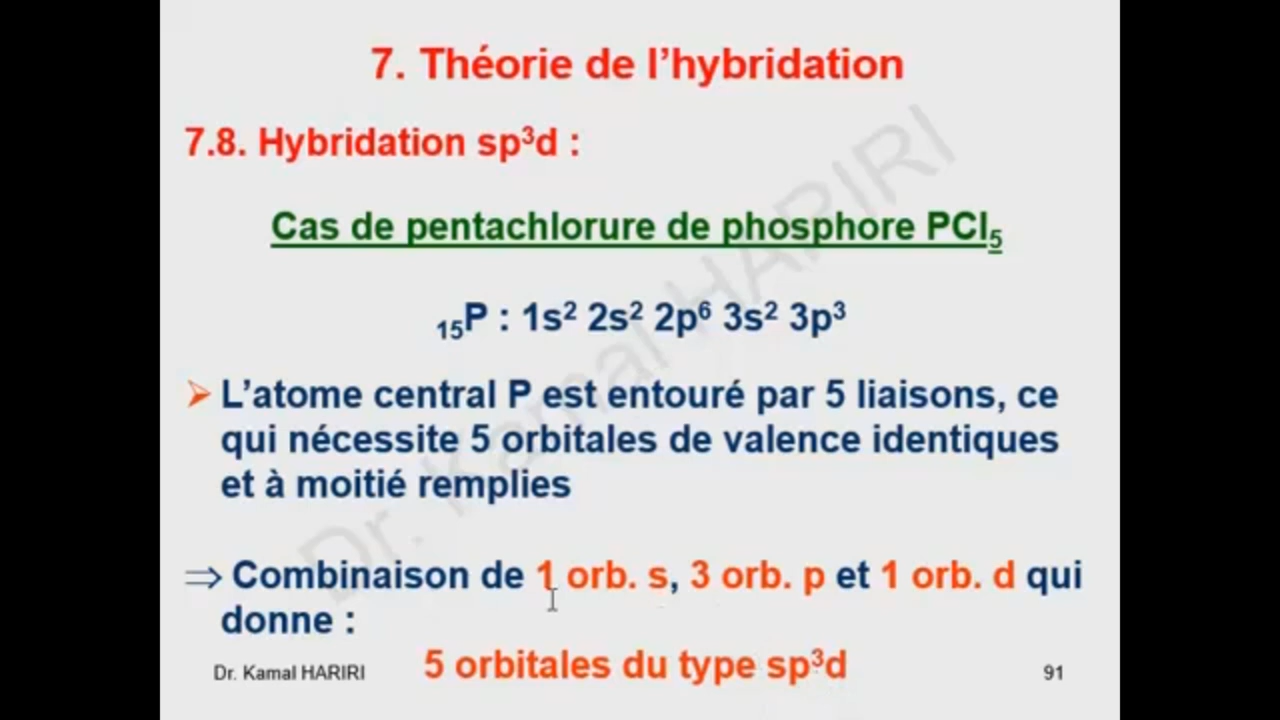 7. Théorie de l’hybridation
7.8. Hybridation sp³d :
Cas de pentachlorure de phosphore PCl₅
₁₅P : 1s² 2s² 2p⁶ 3s² 3p³
➢ L’atome central P est entouré par 5 liaisons, ce
qui nécessite 5 orbitales de valence identiques
et à moitié remplies
⇒ Combinaison de 1 orb. s, 3 orb. p et 1 orb. d qui
donne :
5 orbitales du type sp³d
Dr. Kamal HARIRI
91
Dr. Kamal HARIRI